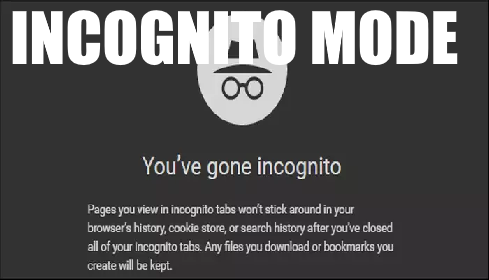 INCOGNITO MODE
You've gone incognito
Pages you view in incognito tabs won't stick around in your
browser's history, cookie store, or search history after you've closed
all of your incognito tabs. Any files you download or bookmarks you
create will be kept.